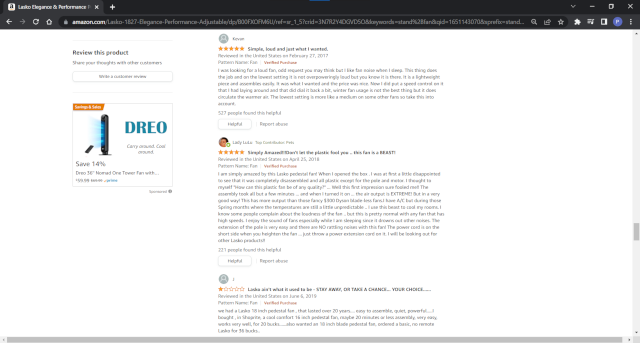 Lasko Elegance & Performance F
amazon.com/Lasko-1827-Elegance-Performance-Adjustable/dp/
Review this product
Share your thoughts with other customers
Write a customer review
Savings & Sales
DREO
Carry around. Cool around.
Save 14%
Dreo 36" Nomad One Tower Fan with...
Sponsored
Kevan
Simple, loud and just what i wanted.
Reviewed in the United States on February 27, 2017
Pattern Name: Fan Verified Purchase
I was looking for a loud fan, odd request you may think but I like fan noise when I sleep. This thing does
the job and on the lowest setting it is not overpoweringly loud but you know it is there. It is a lightweight
piece and assembles easily. It was what I wanted and the price was nice. Now I did put a speed control on it
that I had laying around and that did did it back a bit, winter fan usage is not the best thing but it does
circulate the warmer air. The lowest setting is more like a medium on some other fans so take this into
account.
527 people found this helpful
Helpful Report abuse
Lady Luca Top Contributor: Pets
Simply Amazed!!!Don't let the plastic fool you... this fan is a BEAST!
Reviewed in the United States on April 25, 2018
Pattern Name: Fan Verified Purchase
I am simply amazed by this Lasko pedestal fan! When I opened the box . I was at first a little disappointed
to see that it was completely disassembled and all plastic except for the pole and motor. I thought to
myself "How can this plastic fan be of any quality?" .. Well this first impression sure fooled me!! The
assembly took all but a few minutes ... and when I turned it on ... the air output is EXTREME! But in a very
good way! This has more output than those fancy $300 Dyson blade-less fans! from A/C but during those
Spring months where the temperatures are still a little unpredictable .. I use this beast to cool my rooms. I
know some people complain about the loudness of the fan .. but this is pretty normal with any fan that has
high speeds. I enjoy the sound of fans especially while I am sleeping since it drowns out other noises. The
extension of the pole is very easy and there are NO rattling noises with this fan! The power cord is on the
short side when you heighten the fan ... just throw a power extension cord on it. I will be looking out for
other Lasko products!!
221 people found this helpful
Helpful Report abuse
J
Lasko ain't what it used to be - STAY AWAY, OR TAKE A CHANCE... YOUR CHOICE......
Reviewed in the United States on June 6, 2019
Pattern Name: Fan Verified Purchase
we had a Lasko 18 inch pedestal fan , that lasted over 20 years... easy to assemble, quiet, powerful....I
bought , in Shoprite, a cool comfort 16 inch pedestal fan, maybe 20 minutes or less assembly, very easy,
works very well, for 20 bucks.....also wanted an 18 inch blade pedestal fan, ordered a basic, no remote
Lasko for 36 bucks..